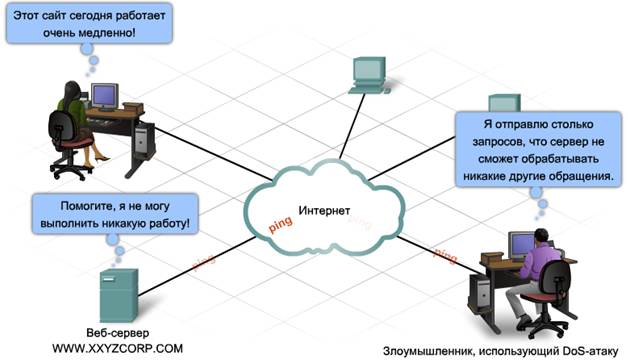 Этот сайт сегодня работает
очень медленно!
Я отправлю столько
запросов, что сервер не
сможет обрабатывать
никакие другие обращения.
Помогите, я не могу
выполнить никакую работу!
Интернет
ping
ping
ping
ping
Веб-сервер
WWW.XXYZCORP.COM
Злоумышленник, использующий DoS-атаку